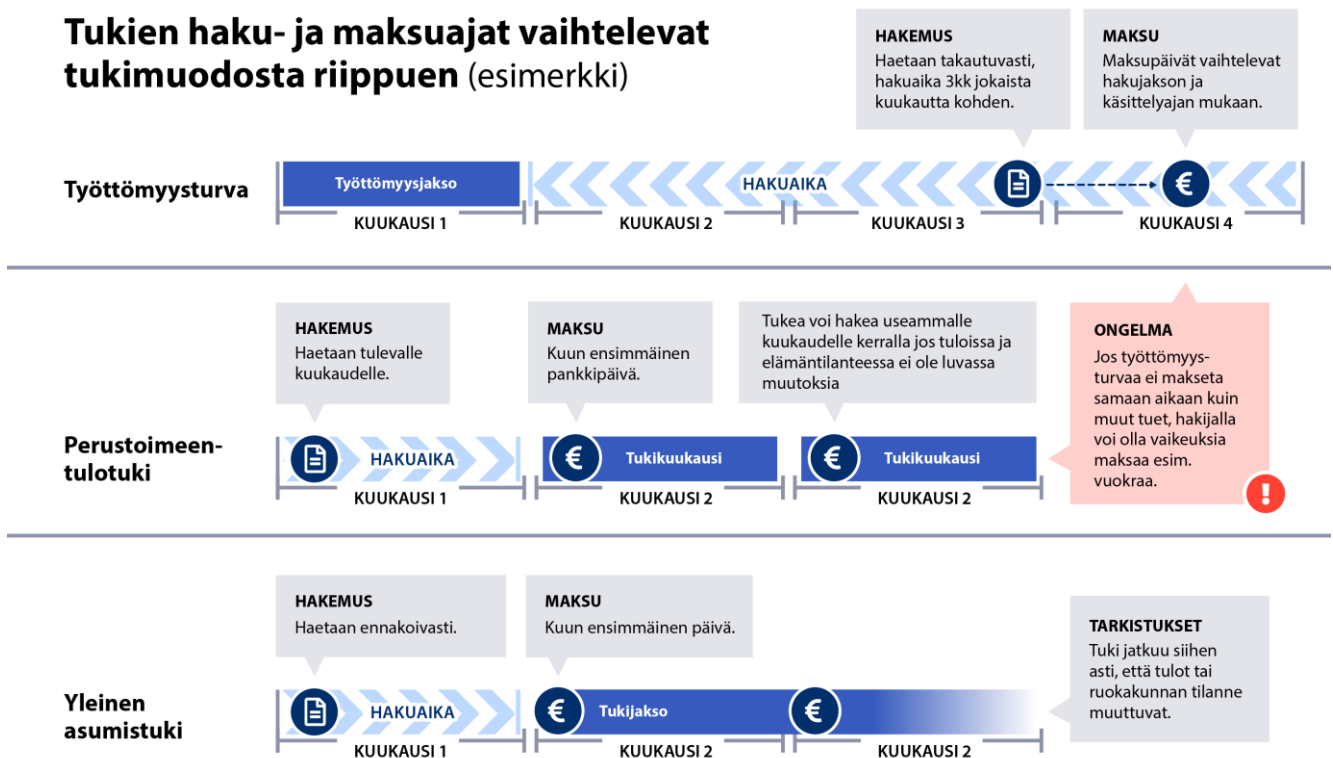 Tukien haku- ja maksuajat vaihtelevat
tukimuodosta riippuen (esimerkki)
HAKEMUS
Haetaan takautuvasti,
hakuaika 3kk jokaista
kuukautta kohden.
MAKSU
Maksupäivät vaihtelevat
hakujakson ja
käsittelyajan mukaan.
Työttömyysturva
Työttömyysjakso
HAKUAIKA
€
KUUKAUSI 1
KUUKAUSI 2
KUUKAUSI 3
KUUKAUSI 4
HAKEMUS
Haetaan tulevalle
kuukaudelle.
MAKSU
Kuun ensimmäinen
pankkipäivä.
Tukea voi hakea useammalle
kuukaudelle kerralla jos tuloissa ja
elämäntilanteessa ei ole luvassa
muutoksia
ONGELMA
Jos työttömyys-
turvaa ei makseta
samaan aikaan kuin
muut tuet, hakijalla
voi olla vaikeuksia
maksaa esim.
vuokraa.
!
Perustoimeen-
tulotuki
HAKUAIKA
€
Tukikuukausi
€
Tukikuukausi
KUUKAUSI 1
KUUKAUSI 2
KUUKAUSI 2
HAKEMUS
Haetaan ennakoivasti.
MAKSU
Kuun ensimmäinen päivä.
TARKISTUKSET
Tuki jatkuu siihen
asti, että tulot tai
ruokakunnan tilanne
muuttuvat.
Yleinen
asumistuki
HAKUAIKA
€
Tukijakso
€
KUUKAUSI 1
KUUKAUSI 2
KUUKAUSI 2